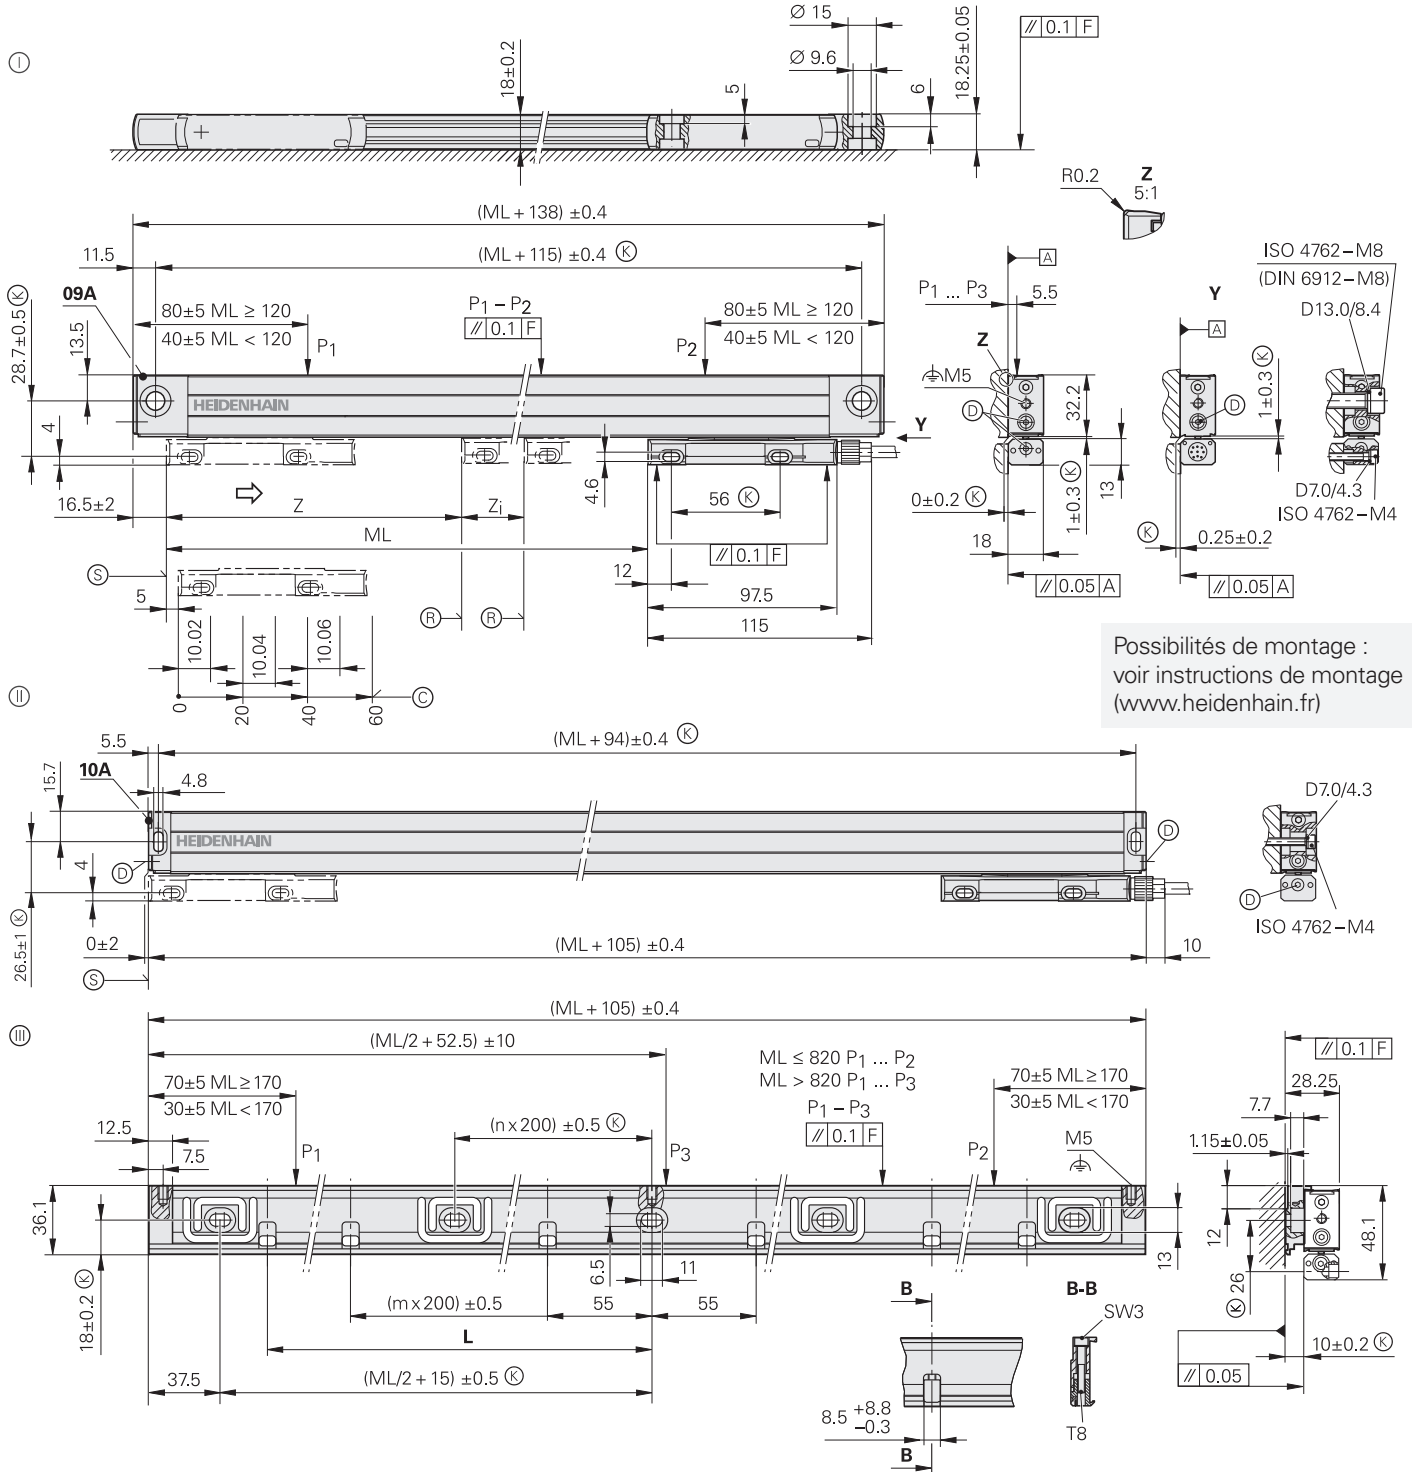 Ⓘ
Ø 15
Ø 9.6
18±0.2
5
6
18.25±0.05
// 0.1 F
R0.2
Z
5:1
(ML + 138) ±0.4
11.5
(ML + 115) ±0.4 Ⓚ
28.7±0.5 Ⓚ
13.5
09A
80±5 ML ≥ 120
40±5 ML < 120
P1
P1 – P2
// 0.1 F
80±5 ML ≥ 120
40±5 ML < 120
P2
HEIDENHAIN
Y
4
16.5±2
Z
Zi
ML
4.6
56 Ⓚ
// 0.1 F
12
97.5
115
Ⓢ
5
Ⓡ
Ⓡ
10.02
10.04
10.06
0
20
40
60
Ⓒ
A
P1 ... P3
5.5
Z
M5
Ⓓ
32.2
0±0.2 Ⓚ
1±0.3 Ⓚ
13
18
// 0.05 A
ISO 4762–M8
(DIN 6912–M8)
Y
D13.0/8.4
A
1±0.3 Ⓚ
Ⓓ
D7.0/4.3
ISO 4762–M4
Ⓚ
0.25±0.2
// 0.05 A
Possibilités de montage :
voir instructions de montage
(www.heidenhain.fr)
Ⓘ Ⓘ
5.5
(ML + 94)±0.4 Ⓚ
15.7
10A
4.8
HEIDENHAIN
Ⓓ
Ⓓ
4
26.5±1 Ⓚ
0±2
(ML + 105) ±0.4
10
Ⓢ
D7.0/4.3
Ⓓ
ISO 4762–M4
Ⓘ Ⓘ Ⓘ
(ML + 105) ±0.4
(ML/2 + 52.5) ±10
ML ≤ 820 P1 ... P2
ML > 820 P1 ... P3
70±5 ML ≥ 170
30±5 ML < 170
P1 – P3
// 0.1 F
70±5 ML ≥ 170
30±5 ML < 170
12.5
7.5
P1
(n x 200) ±0.5 Ⓚ
P3
P2
M5
36.1
18±0.2 Ⓚ
6.5
11
13
(m x 200) ±0.5
55
55
L
37.5
(ML/2 + 15) ±0.5 Ⓚ
B
8.5 +8.8 –0.3
B
B-B
SW3
T8
// 0.1 F
28.25
7.7
1.15±0.05
12
48.1
Ⓚ 26
10±0.2 Ⓚ
// 0.05